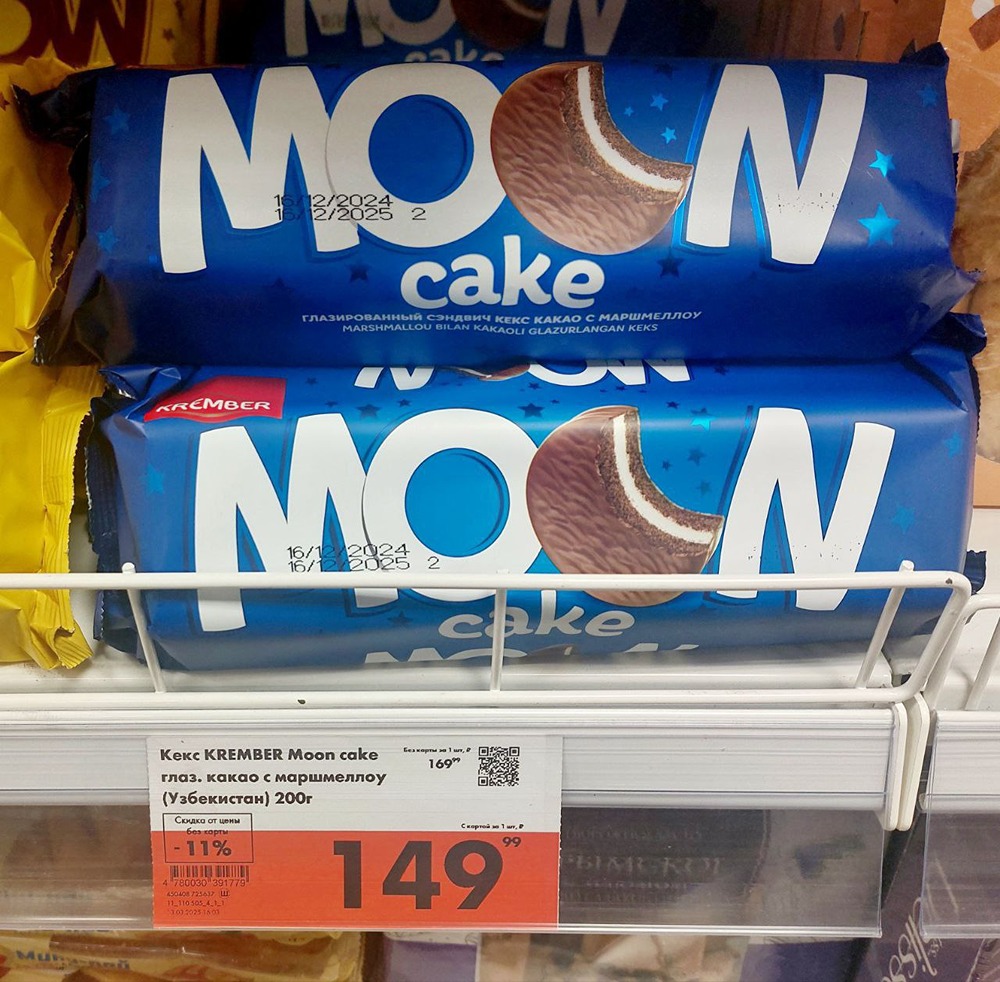 MOON
cake
16/12/2024
16/12/2025 2
MOON
cake
ГЛАЗИРОВАННЫЙ СЭНДВИЧ КЕКС КАКАО С МАРШМЕЛЛОУ
MARSHMALLOU BILAN KAKAOLI GLAZURLANGAN KEKS
KREMBER
MOON
16/12/2024
16/12/2025 2
cake
Кекс KREMBER Moon cake
глаз. какао с маршмеллоу
(Узбекистан) 200г
Без карты за 1 шт, ₽
169⁹⁹
Скидка от цены
без карты
- 11%
С картой за 1 шт, ₽
149⁹⁹
4 780030 391779